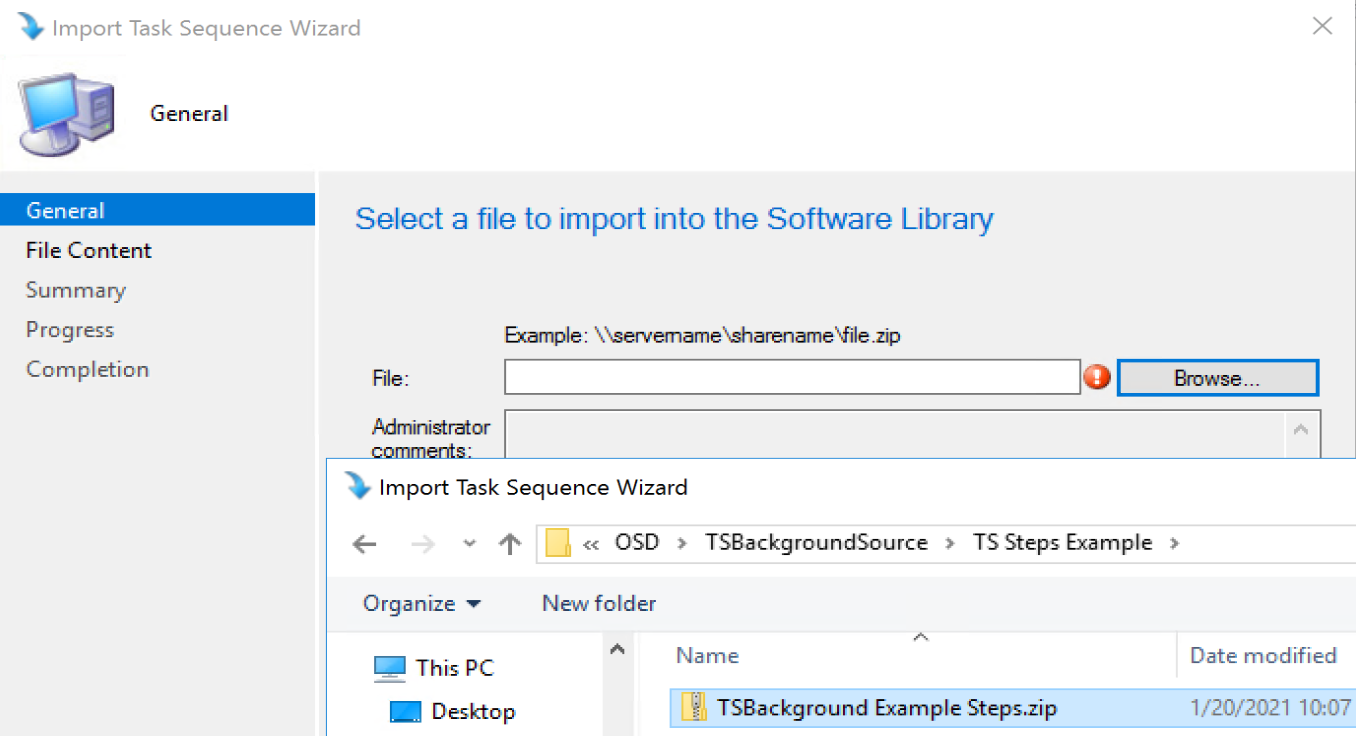 Import Task Sequence Wizard
General
General
File Content
Summary
Progress
Completion
Select a file to import into the Software Library
Example: \\servername\sharename\file.zip
File:
Browse...
Administrator
comments:
Import Task Sequence Wizard
« OSD > TSBackgroundSource > TS Steps Example >
Organize
New folder
This PC
Desktop
Name
Date modified
TSBackground Example Steps.zip
1/20/2021 10:07